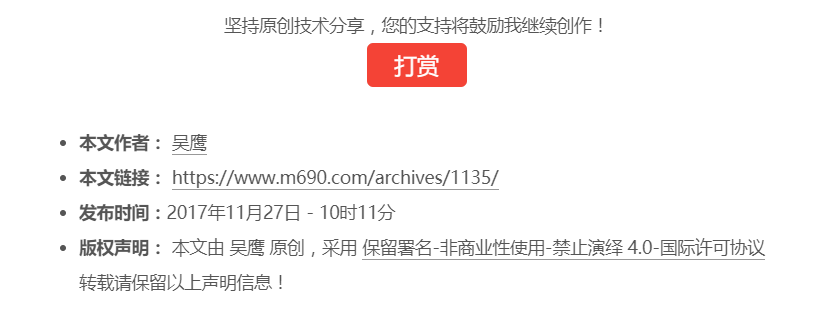 坚持原创技术分享，您的支持将鼓励我继续创作！
打赏
本文作者： 吴鹰
本文链接： https://www.m690.com/archives/1135/
发布时间：2017年11月27日 - 10时11分
版权声明： 本文由 吴鹰 原创，采用 保留署名-非商业性使用-禁止演绎 4.0-国际许可协议
转载请保留以上声明信息！